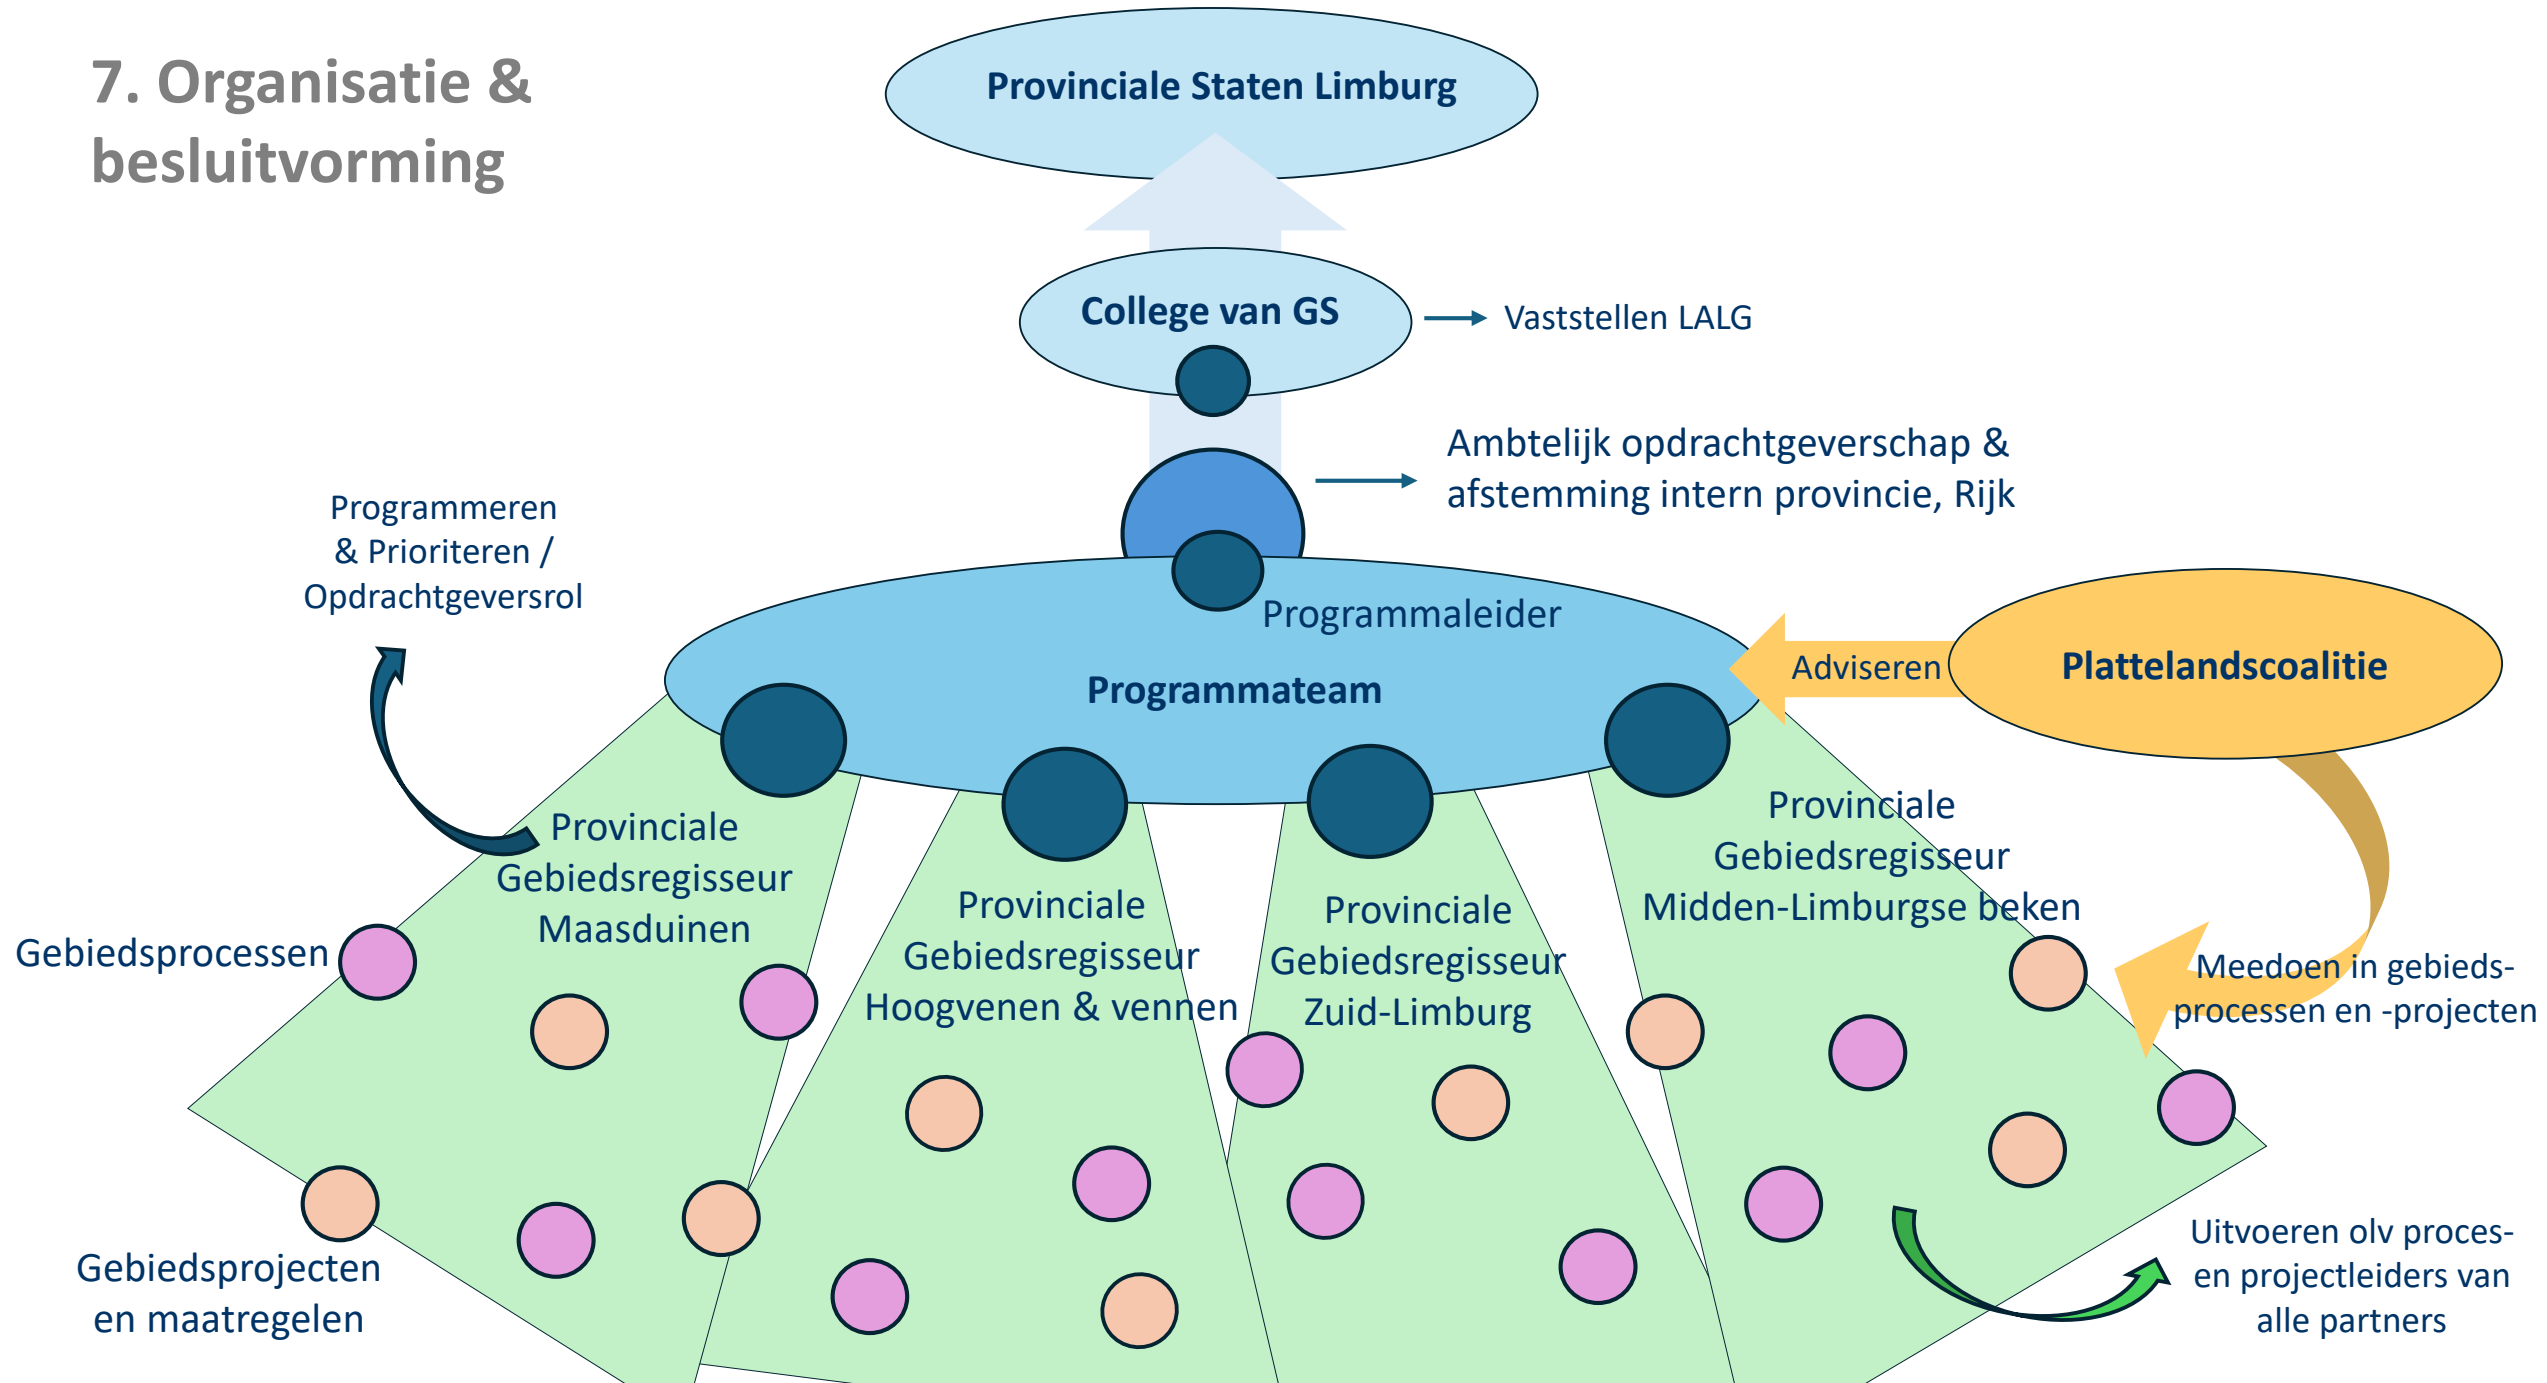 7. Organisatie &
besluitvorming
Provinciale Staten Limburg
College van GS
Vaststellen LALG
Ambtelijk opdrachtgeverschap &
afstemming intern provincie, Rijk
Programmeren
& Prioriteren /
Opdrachtgeversrol
Programmaleider
Programmateam
Adviseren
Plattelandscoalitie
Provinciale
Gebiedsregisseur
Maasduinen
Provinciale
Gebiedsregisseur
Hoogvenen & vennen
Provinciale
Gebiedsregisseur
Zuid-Limburg
Provinciale
Gebiedsregisseur
Midden-Limburgse beken
Gebiedsprocessen
Meedoen in gebieds-
processen en -projecten
Gebiedsprojecten
en maatregelen
Uitvoeren olv proces-
en projectleiders van
alle partners